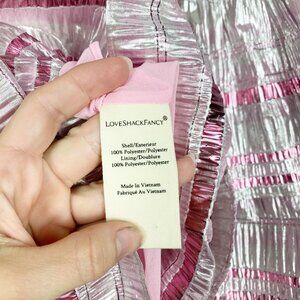 LoveShackFancy®
Shell/Exterieur
100% Polyester/Polyester
Lining/Doublure
100% Polyester/Polyester
Made in Vietnam
Fabriqué Au Vietnam